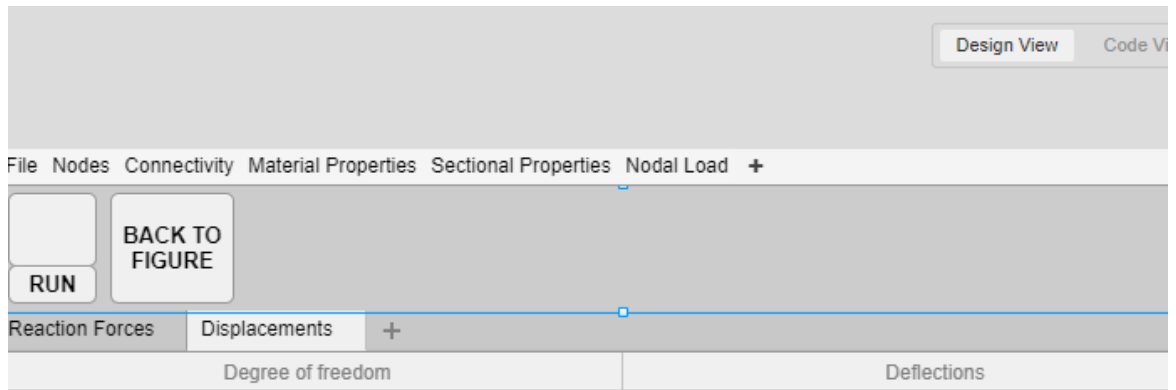 Design View Code Vi
File Nodes Connectivity Material Properties Sectional Properties Nodal Load +
BACK TO
FIGURE
RUN
Reaction Forces Displacements +
Degree of freedom Deflections